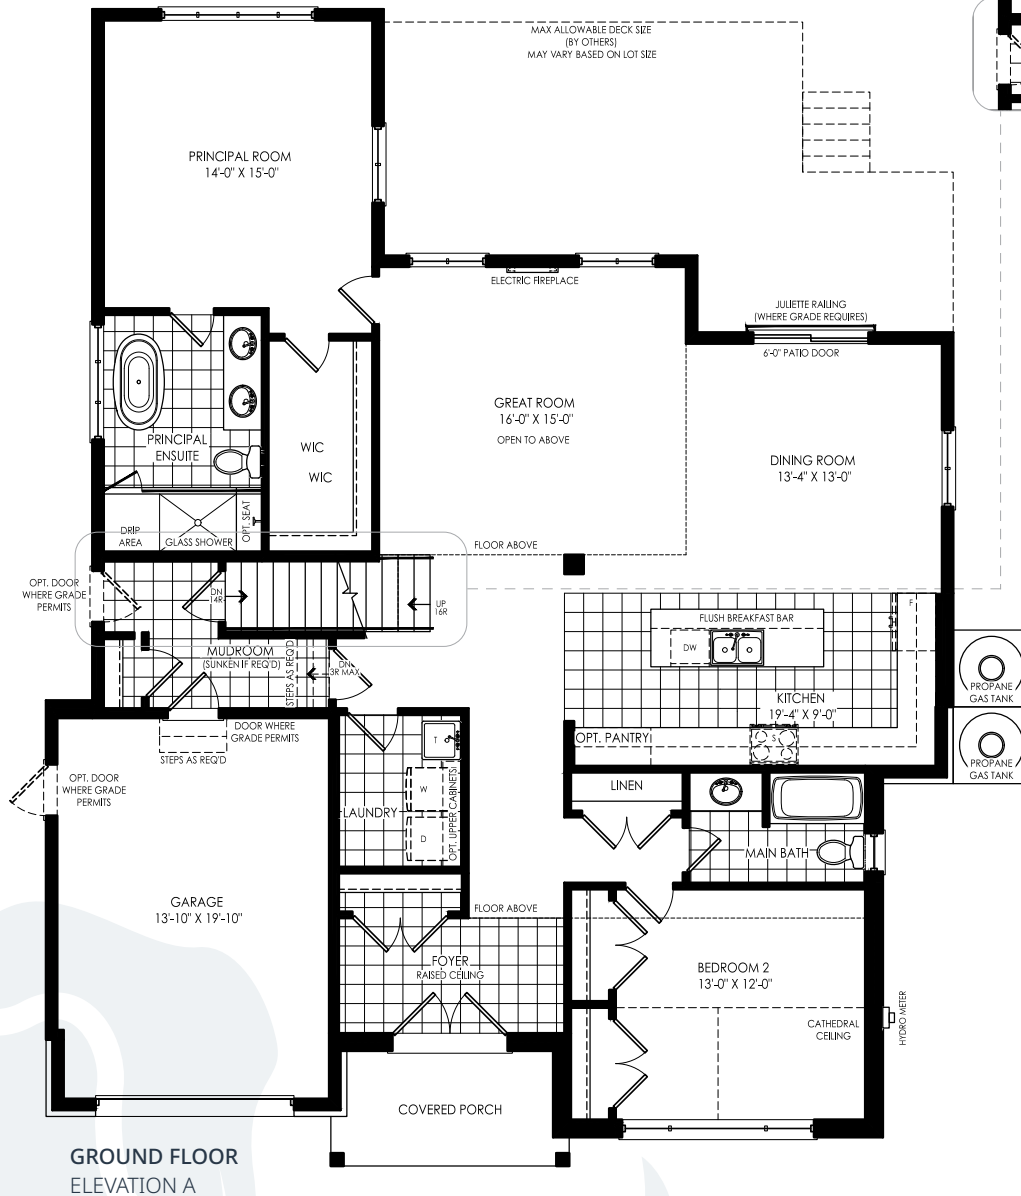 MAX ALLOWABLE DECK SIZE
(BY OTHERS)
MAY VARY BASED ON LOT SIZE
PRINCIPAL ROOM
14'-0" X 15'-0"
ELECTRIC FIREPLACE
JULIETTE RAILING
(WHERE GRADE REQUIRES)
6'-0" PATIO DOOR
GREAT ROOM
16'-0" X 15'-0"
OPEN TO ABOVE
PRINCIPAL
ENSUITE
WIC
WIC
DINING ROOM
13'-4" X 13'-0"
DRIP
AREA
GLASS SHOWER
OPT. SEAT
FLOOR ABOVE
OPT. DOOR
WHERE GRADE
PERMITS
DN
14R
UP
16R
F
FLUSH BREAKFAST BAR
DW
MUDROOM
(SUNKEN IF REQ'D)
STEPS AS REQ'D
DN
3R MAX
KITCHEN
19'-4" X 9'-0"
PROPANE
GAS TANK
DOOR WHERE
GRADE PERMITS
STEPS AS REQ'D
OPT. PANTRY
S
PROPANE
GAS TANK
OPT. DOOR
WHERE GRADE
PERMITS
T
W
D
LAUNDRY
OPT. UPPER CABINETS
LINEN
MAIN BATH
GARAGE
13'-10" X 19'-10"
FLOOR ABOVE
FOYER
RAISED CEILING
BEDROOM 2
13'-0" X 12'-0"
CATHEDRAL
CEILING
HYDRO METER
COVERED PORCH
GROUND FLOOR
ELEVATION A